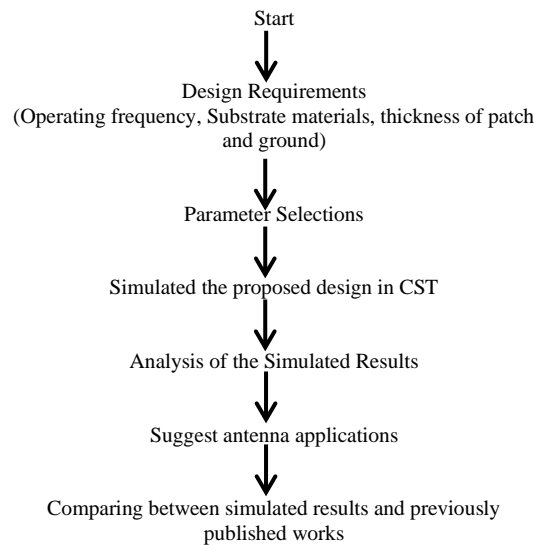 Start
Design Requirements
(Operating frequency, Substrate materials, thickness of patch
and ground)
Parameter Selections
Simulated the proposed design in CST
Analysis of the Simulated Results
Suggest antenna applications
Comparing between simulated results and previously
published works